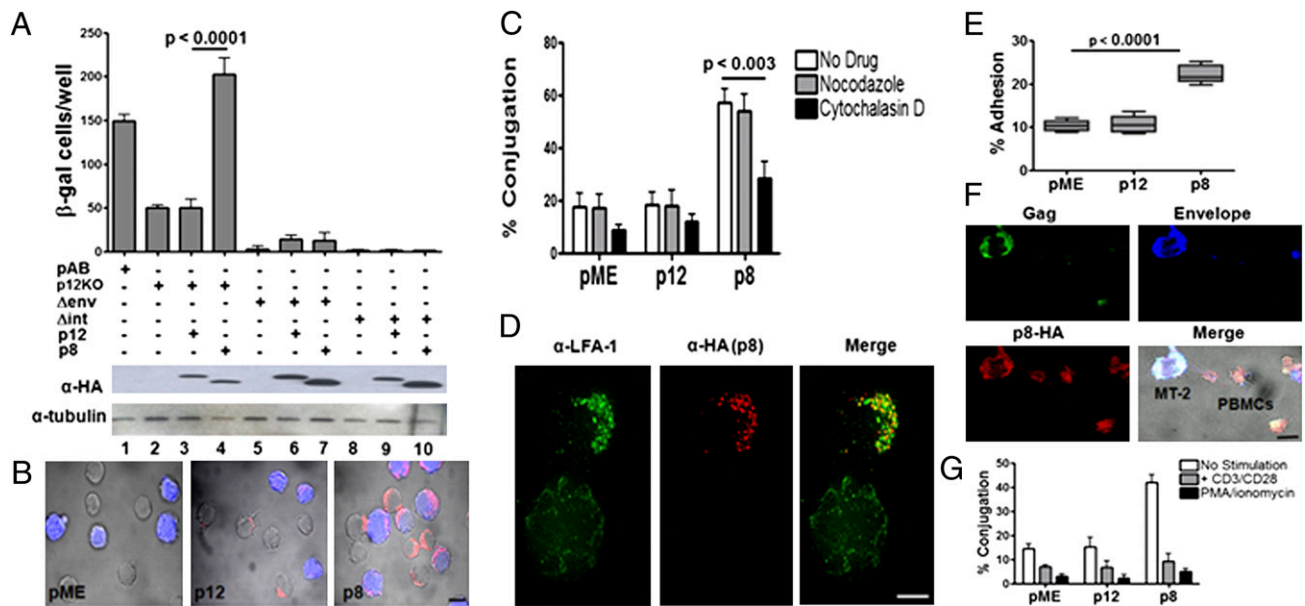 A
p < 0.0001
β-gal cells/well
250
200
150
100
50
0
pAB + - - - - - - - - -
p12KO - + + + - - - - - -
Δenv - - - - + + + - - -
Δint - - - - - - - + + +
p12 - - + - - + - - + -
p8 - - - + - - + - - +
α-HA
α-tubulin
1 2 3 4 5 6 7 8 9 10
B
pME
p12
p8
C
% Conjugation
80
60
40
20
0
p < 0.003
No Drug
Nocodazole
Cytochalasin D
pME p12 p8
D
α-LFA-1
α-HA (p8)
Merge
E
% Adhesion
30
20
10
0
p < 0.0001
pME p12 p8
F
Gag
Envelope
p8-HA
Merge
MT-2
PBMCs
G
% Conjugation
50
40
30
20
10
0
No Stimulation
+ CD3/CD28
PMA/ionomycin
pME p12 p8